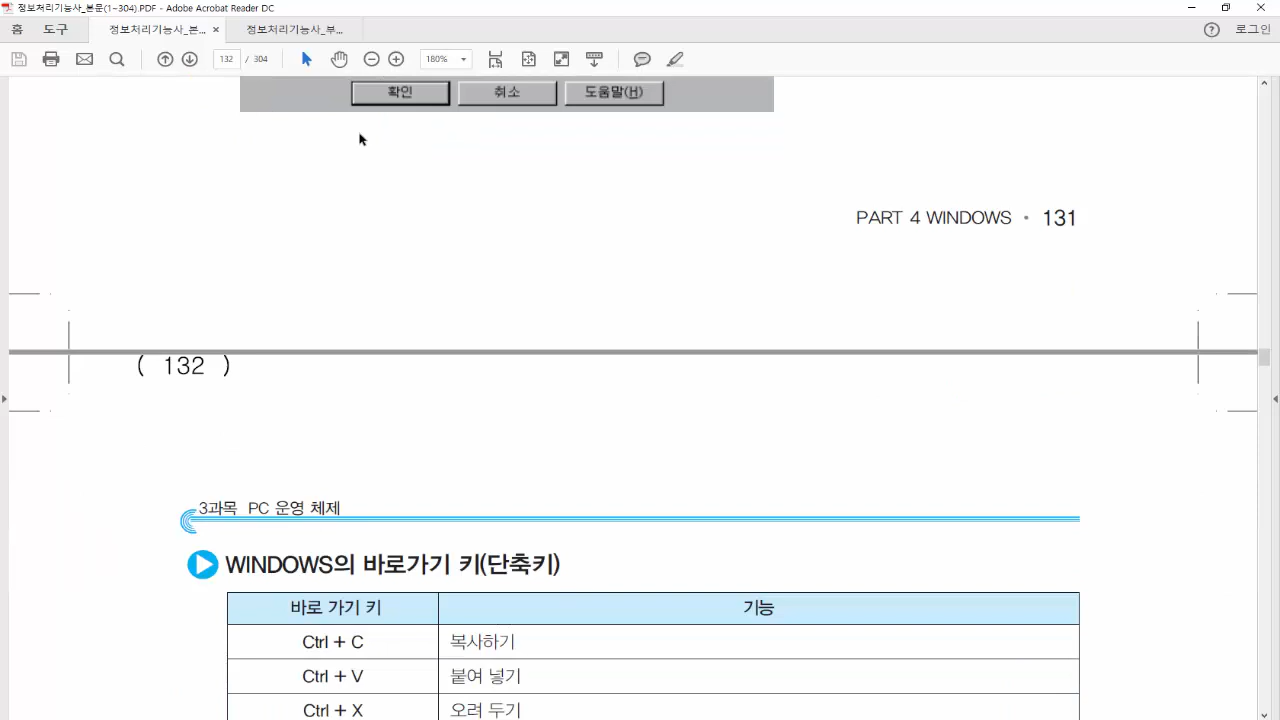 정보처리기능사_본문(1~304).PDF - Adobe Acrobat Reader DC
홈 도구 정보처리기능사_본... × 정보처리기능사_부... 로그인
132 / 304 180%
확인 취소 도움말(H)
PART 4 WINDOWS · 131
( 132 )
3과목 PC 운영 체제
WINDOWS의 바로가기 키(단축키)
바로 가기 키 기능
Ctrl + C 복사하기
Ctrl + V 붙여 넣기
Ctrl + X 오려 두기